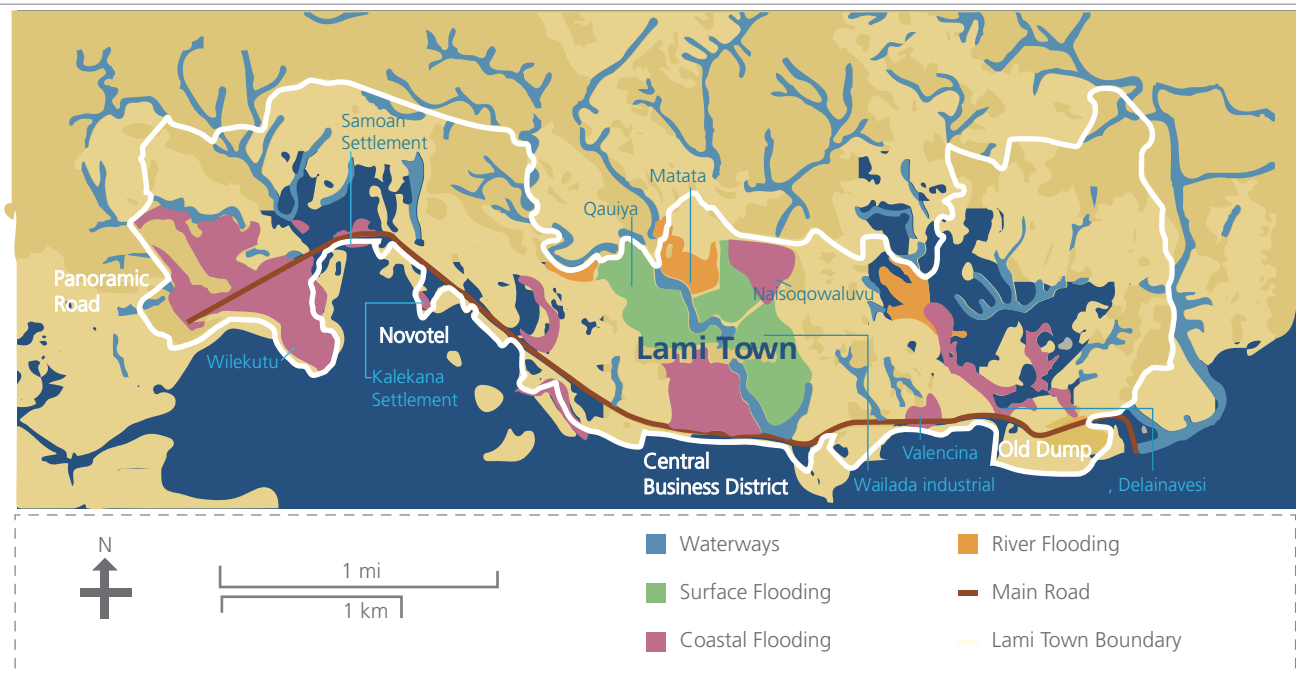 Samoan
Settlement
Matata
Qauiya
Panoramic
Road
Naisoqowaluvu
Novotel
Lami Town
Wilekutu
Kalekana
Settlement
Central
Business District
Valencina
Old Dump
Wailada industrial
, Delainavesi
N
1 mi
1 km
Waterways
Surface Flooding
Coastal Flooding
River Flooding
Main Road
Lami Town Boundary